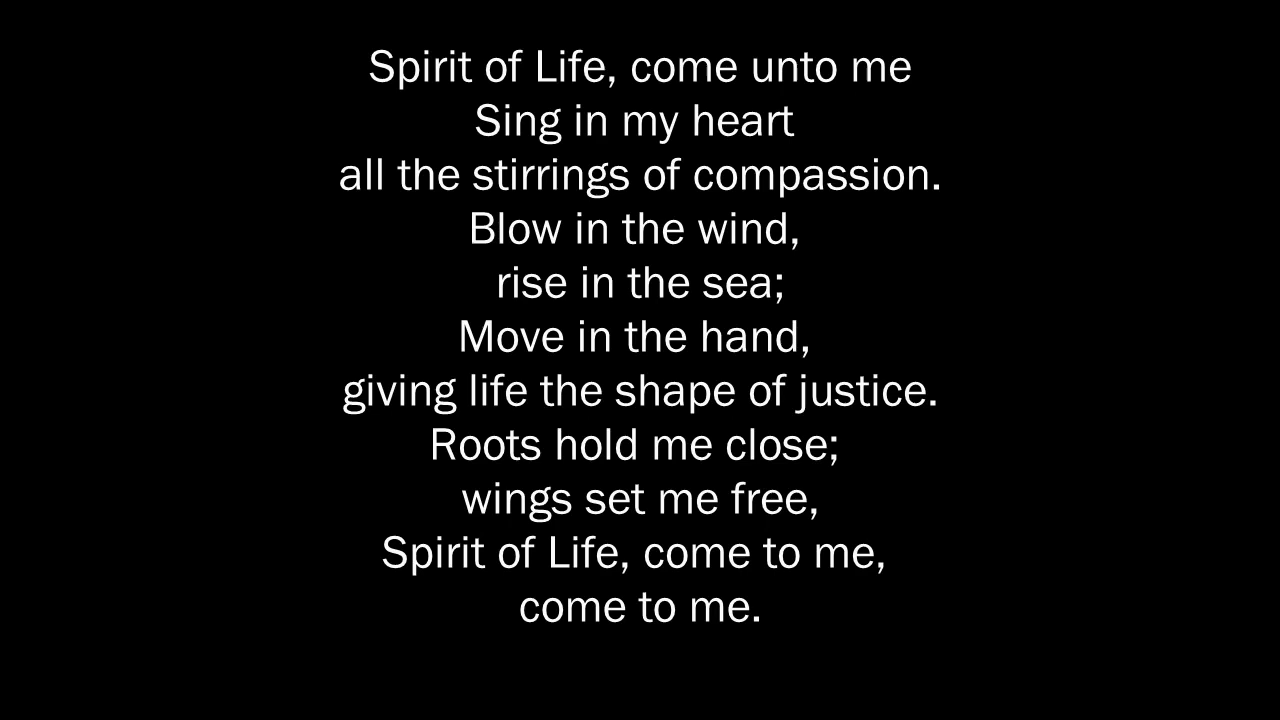 Spirit of Life, come unto me
Sing in my heart
all the stirrings of compassion.
Blow in the wind,
rise in the sea;
Move in the hand,
giving life the shape of justice.
Roots hold me close;
wings set me free,
Spirit of Life, come to me,
come to me.